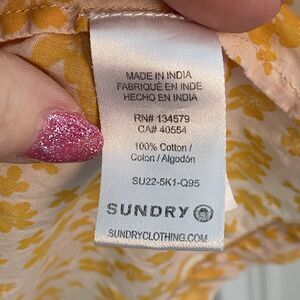 MADE IN INDIA
FABRIQUÉ EN INDE
HECHO EN INDIA
RN# 134579
CA# 40554
100% Cotton /
Coton / Algodón
SU22-5K1-Q95
SUNDRY
SUNDRYCLOTHING.COM